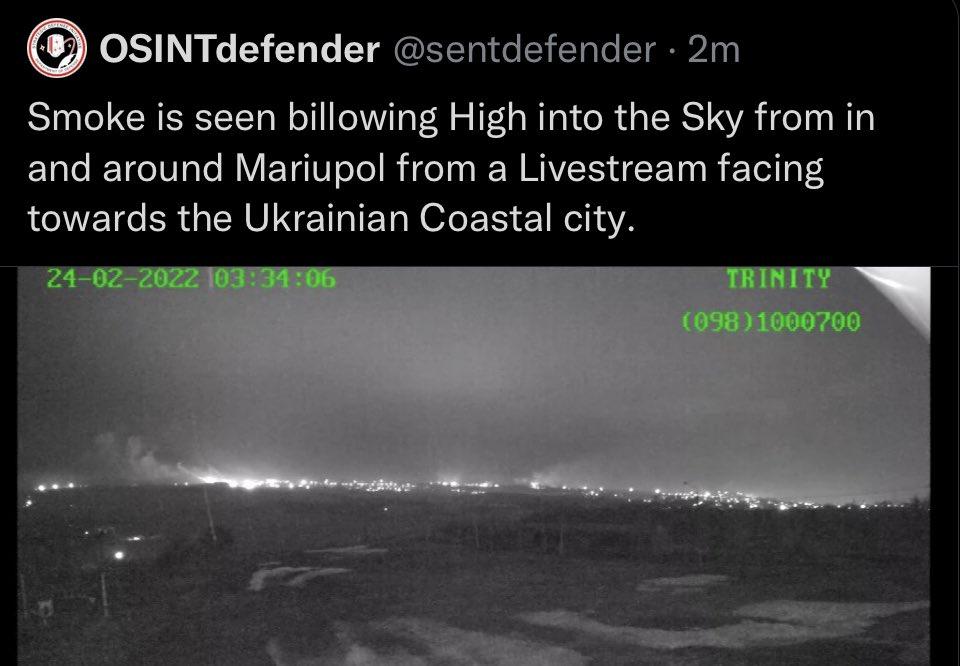 OSINTdefender @sentdefender · 2m
Smoke is seen billowing High into the Sky from in
and around Mariupol from a Livestream facing
towards the Ukrainian Coastal city.
24-02-2022 03:34:06 TRINITY
(098)1000700